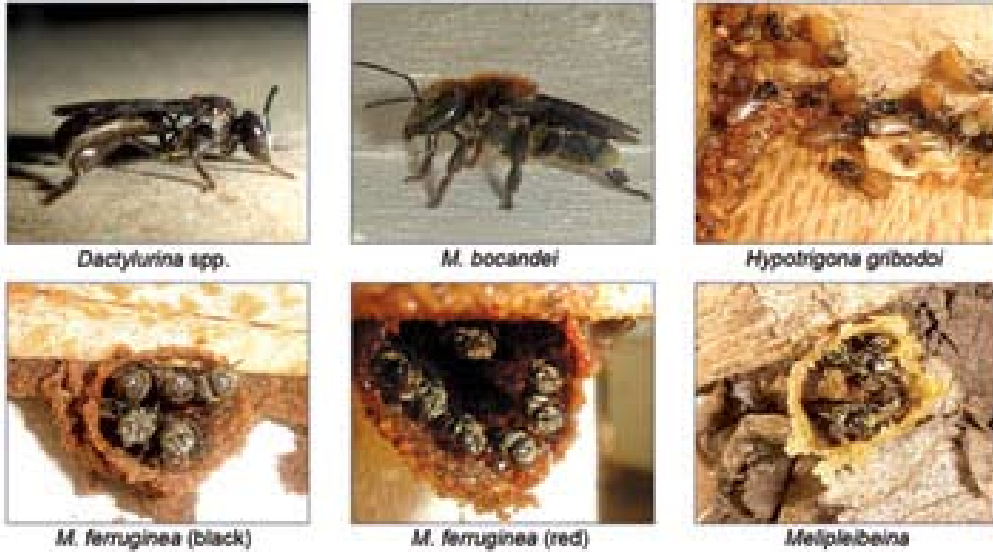 Dactylurina spp.
M. bocandei
Hypotrigona gribodoi
M. ferruginea (black)
M. ferruginea (red)
Meliplebeina